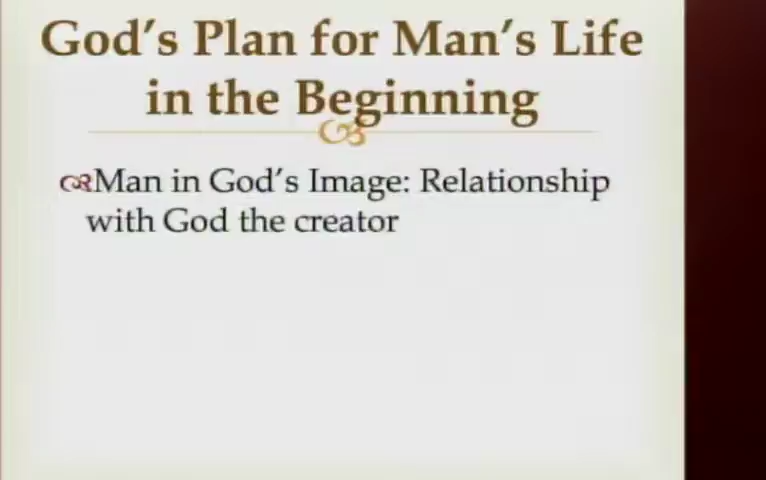 God's Plan for Man's Life
in the Beginning
Man in God's Image: Relationship
with God the creator